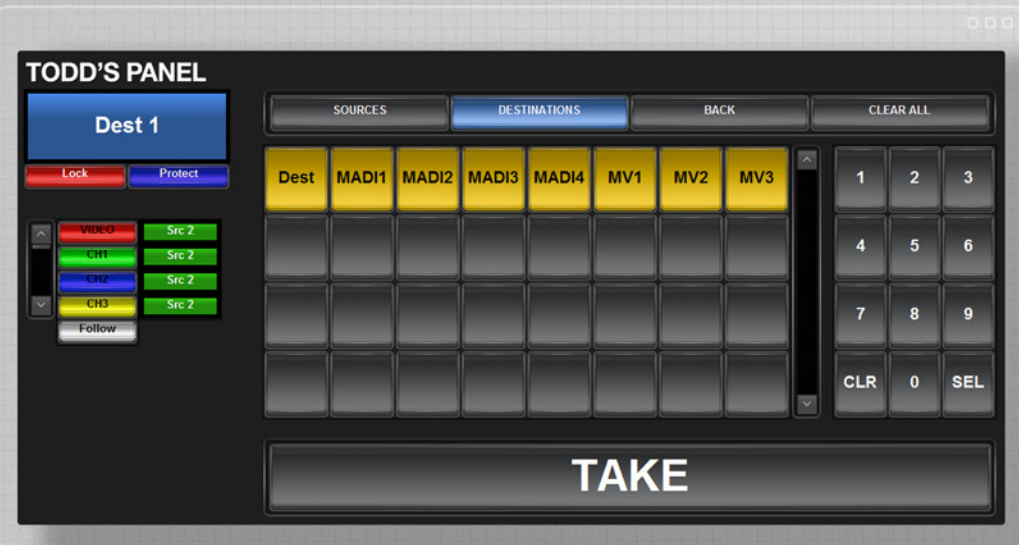 TODD'S PANEL
Dest 1
Lock Protect
VIDEO Src 2
CH1 Src 2
CH2 Src 2
CH3 Src 2
Follow
SOURCES DESTINATIONS BACK CLEAR ALL
Dest MADI1 MADI2 MADI3 MADI4 MV1 MV2 MV3
1 2 3
4 5 6
7 8 9
CLR 0 SEL
TAKE